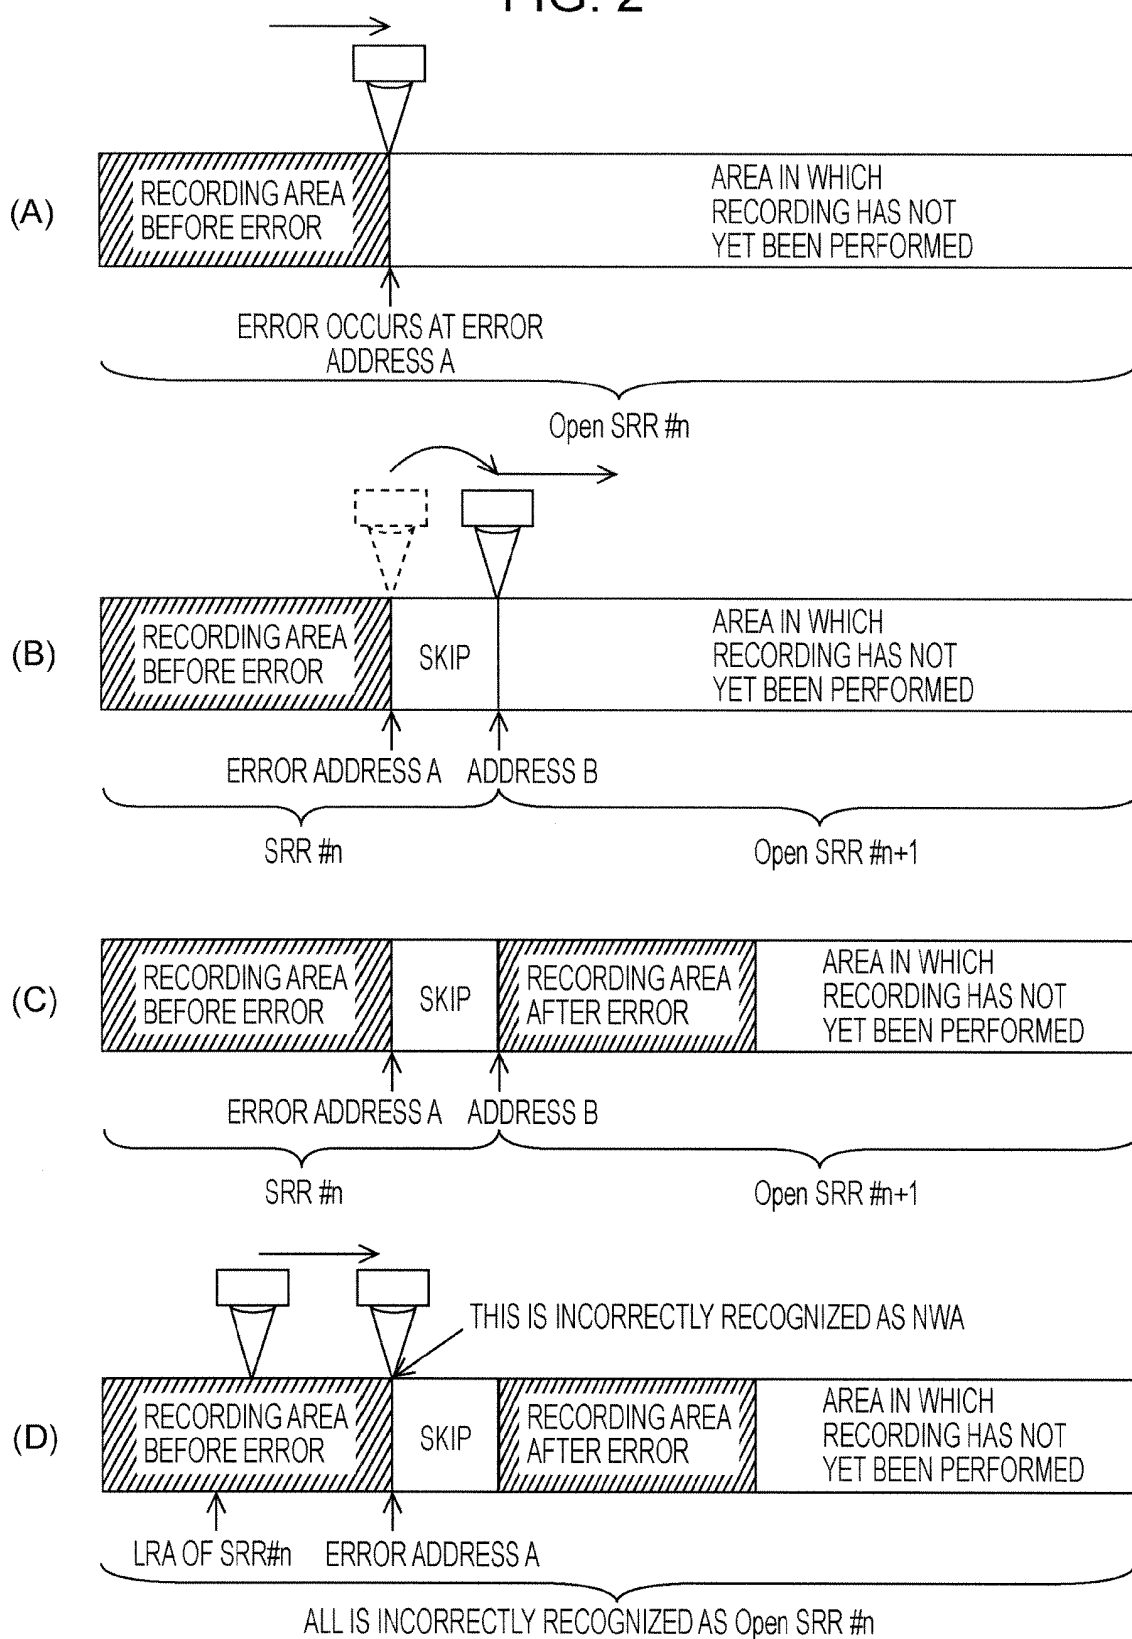 FIG. 2
(A)
RECORDING AREA
BEFORE ERROR
AREA IN WHICH
RECORDING HAS NOT
YET BEEN PERFORMED
ERROR OCCURS AT ERROR
ADDRESS A
Open SRR #n
(B)
RECORDING AREA
BEFORE ERROR
SKIP
AREA IN WHICH
RECORDING HAS NOT
YET BEEN PERFORMED
ERROR ADDRESS A
ADDRESS B
SRR #n
Open SRR #n+1
(C)
RECORDING AREA
BEFORE ERROR
SKIP
RECORDING AREA
AFTER ERROR
AREA IN WHICH
RECORDING HAS NOT
YET BEEN PERFORMED
ERROR ADDRESS A
ADDRESS B
SRR #n
Open SRR #n+1
THIS IS INCORRECTLY RECOGNIZED AS NWA
(D)
RECORDING AREA
BEFORE ERROR
SKIP
RECORDING AREA
AFTER ERROR
AREA IN WHICH
RECORDING HAS NOT
YET BEEN PERFORMED
LRA OF SRR#n
ERROR ADDRESS A
ALL IS INCORRECTLY RECOGNIZED AS Open SRR #n